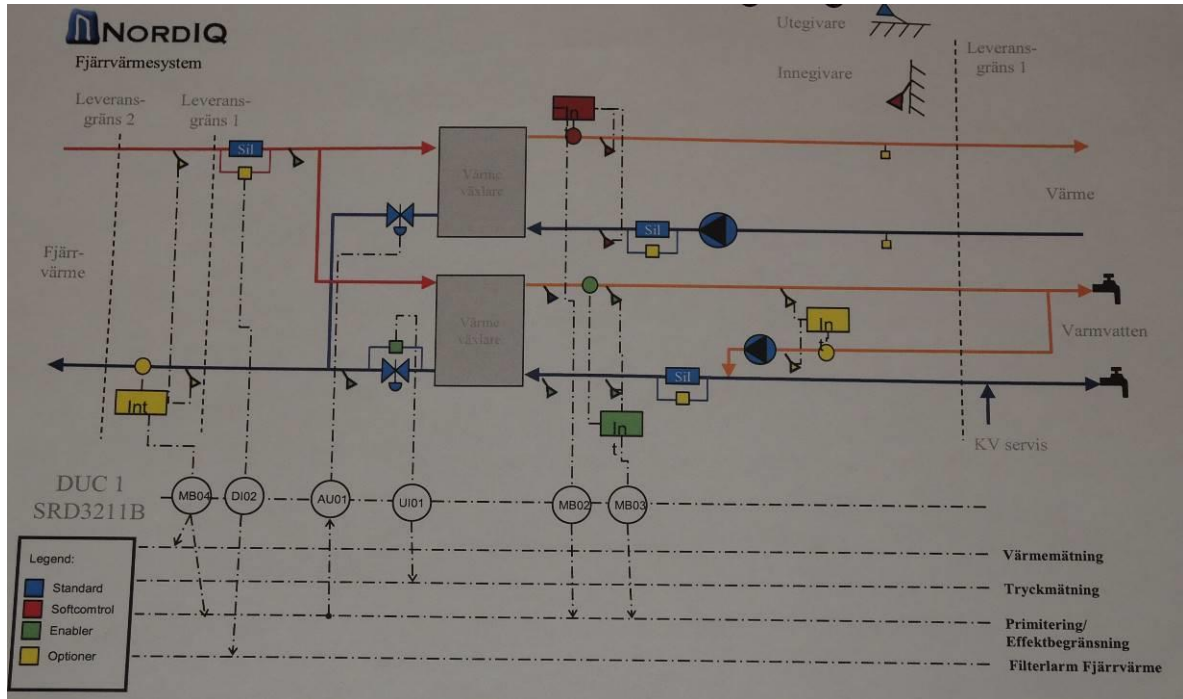 NORDIQ
Fjärrvärmesystem
Utegivare
Innegivare
Leverans-
gräns 1
Leverans-
gräns 2
Leverans-
gräns 1
Sil
In
Värme
växlare
Värme
Sil
Fjärr-
värme
Värme
växlare
In
t
Varmvatten
Sil
Int
In
t
KV servis
DUC 1
SRD3211B
MB04
DI02
AU01
UI01
MB02
MB03
Legend:
Standard
Softcomtrol
Enabler
Optioner
Värmemätning
Tryckmätning
Primitering/
Effektbegränsning
Filterlarm Fjärrvärme